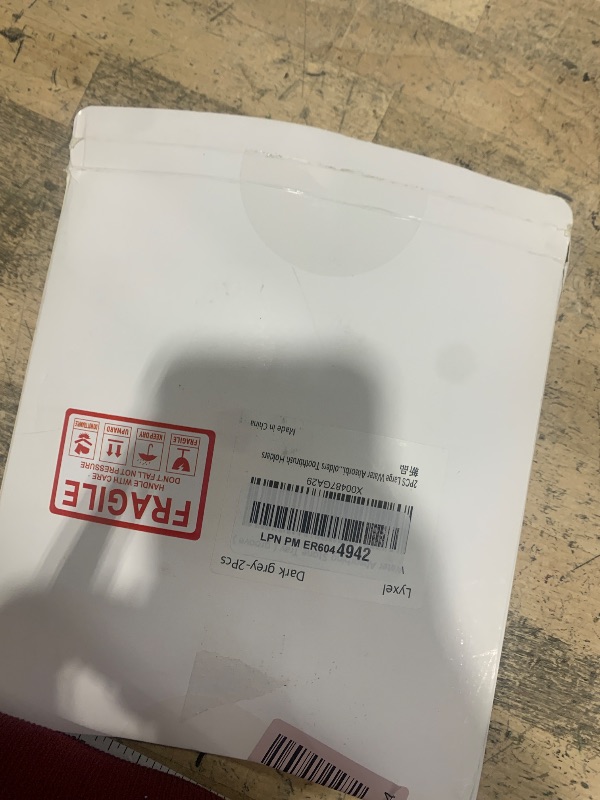 FRAGILE
HANDLE WITH CARE
DON'T FALL NOT PRESSURE
FRAGILE
KEEP DRY
UPWARD
Lyxel
Dark grey-2Pcs
LPN PM ER6044942
X00487GA29
2PCS Large Water Absorb...olders Toothbrush Holders
新品
Made in China
A